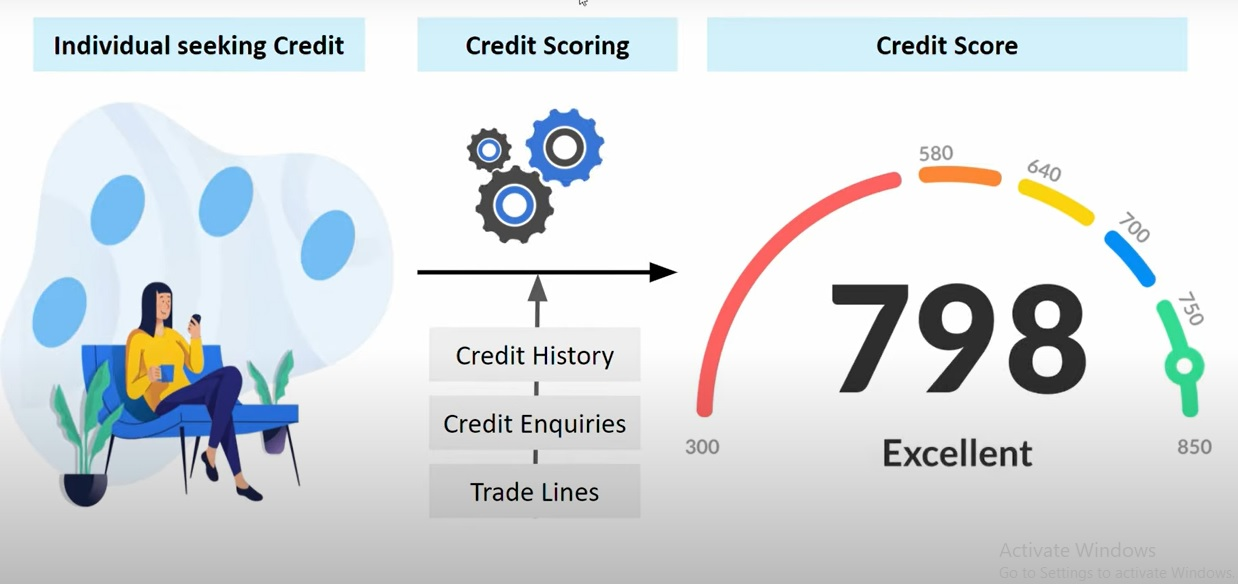 Individual seeking Credit
Credit Scoring
Credit Score
Credit History
Credit Enquiries
Trade Lines
580
640
700
750
798
300
Excellent
850
Activate Windows
Go to Settings to activate Windows.